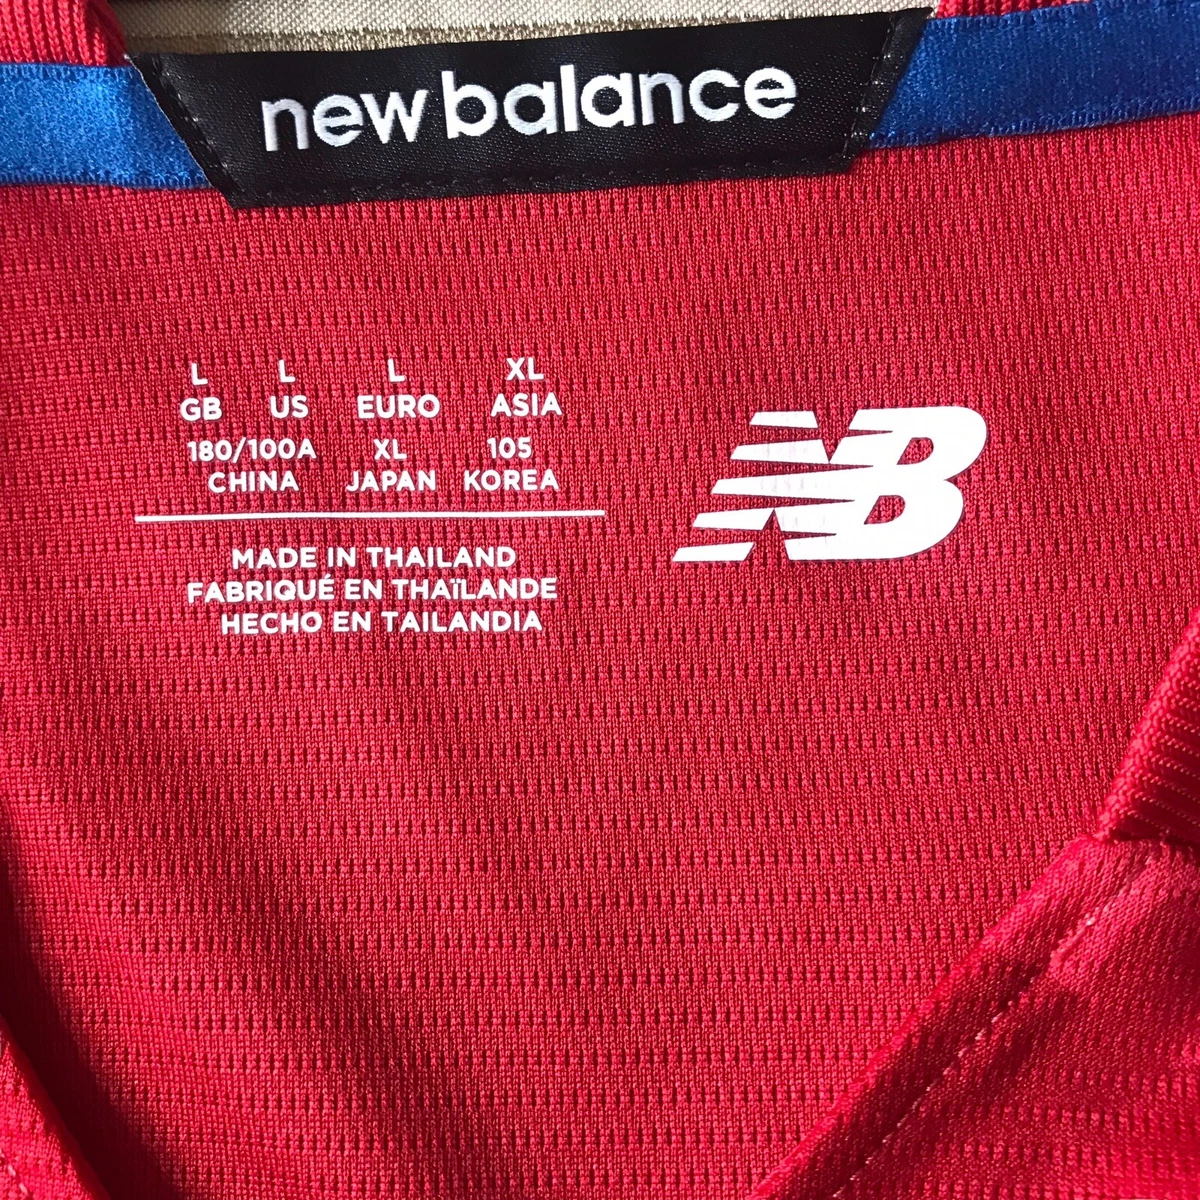 new balance
L L L XL
GB US EURO ASIA
180/100A XL 105
CHINA JAPAN KOREA
NB
MADE IN THAILAND
FABRIQUÉ EN THAÏLANDE
HECHO EN TAILANDIA